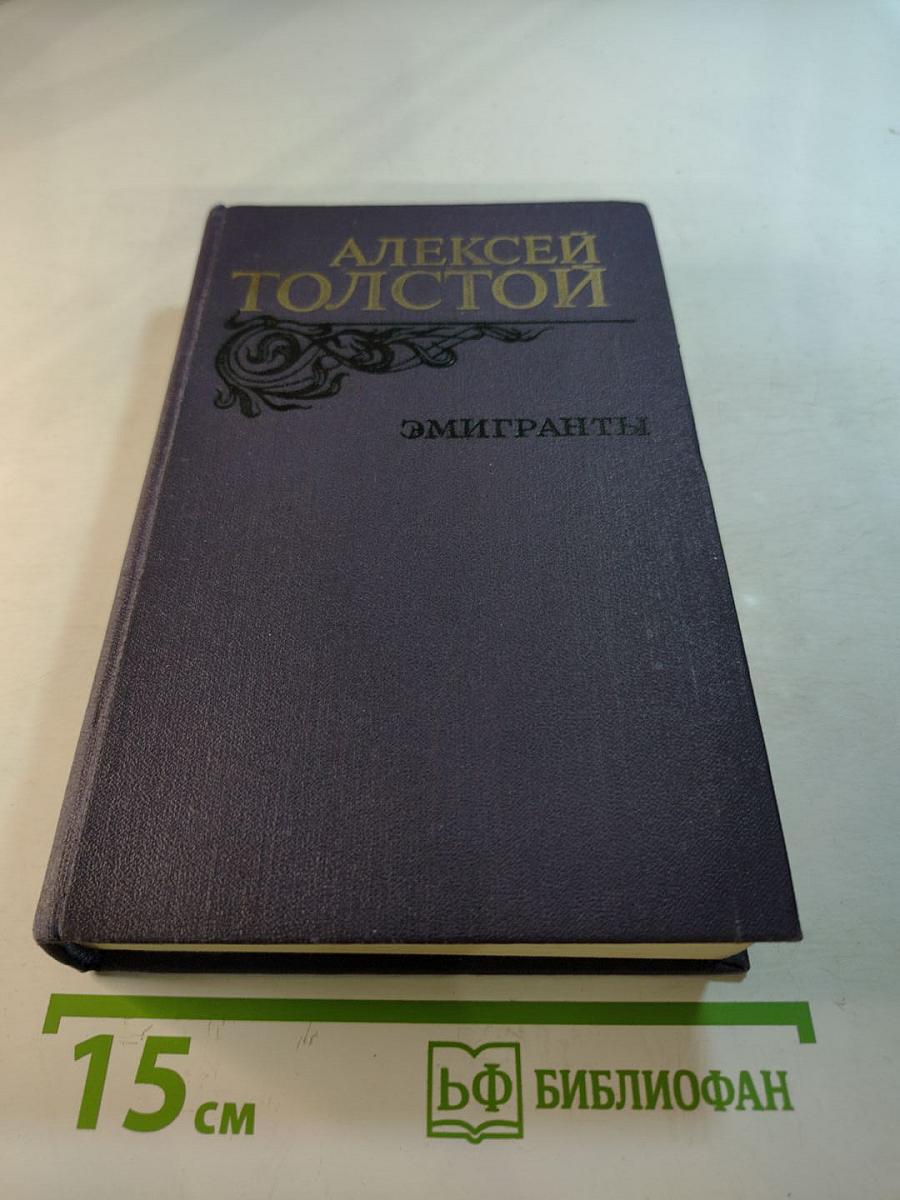 АЛЕКСЕЙ
ТОЛСТОЙ
ЭМИГРАНТЫ
15 см
ЬФ БИБЛИОФАН